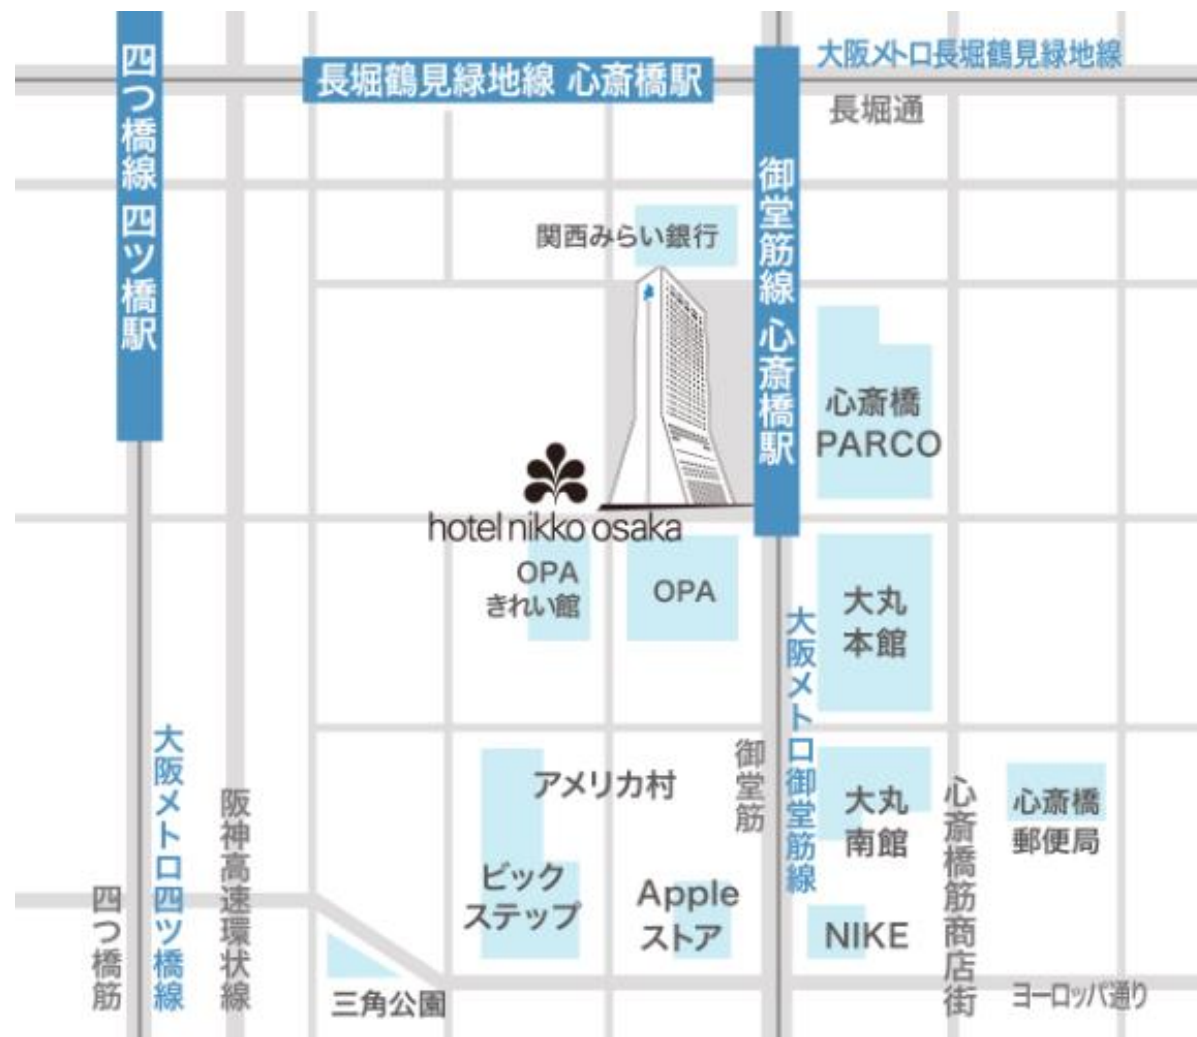 四つ橋線 四ツ橋駅
長堀鶴見緑地線 心斎橋駅
大阪メトロ長堀鶴見緑地線
長堀通
御堂筋線 心斎橋駅
関西みらい銀行
心斎橋
PARCO
hotel nikko osaka
OPA
きれい館
OPA
大丸
本館
大阪メトロ御堂筋線
御堂筋
大阪メトロ四ツ橋線
阪神高速環状線
四つ橋筋
アメリカ村
ビック
ステップ
Apple
ストア
大丸
南館
NIKE
心斎橋筋商店街
心斎橋
郵便局
三角公園
ヨーロッパ通り